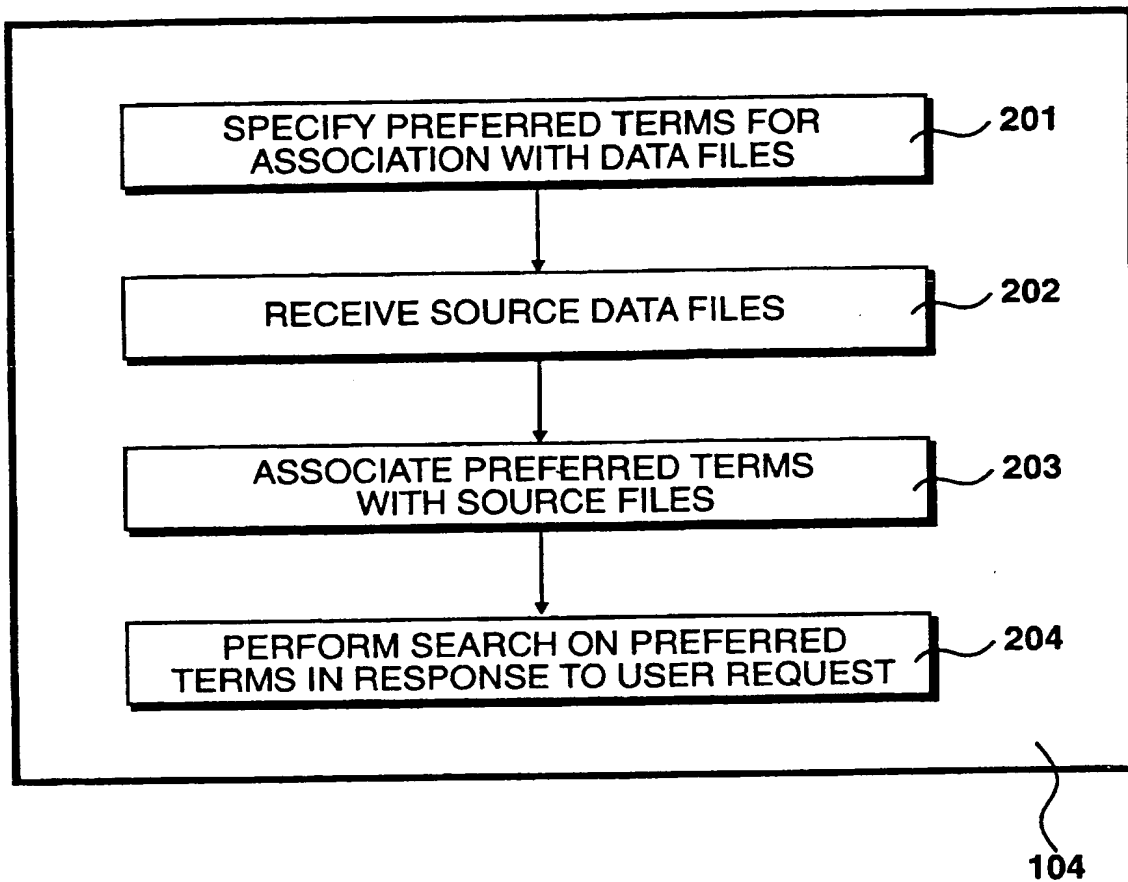 SPECIFY PREFERRED TERMS FOR
ASSOCIATION WITH DATA FILES
201
RECEIVE SOURCE DATA FILES
202
ASSOCIATE PREFERRED TERMS
WITH SOURCE FILES
203
PERFORM SEARCH ON PREFERRED
TERMS IN RESPONSE TO USER REQUEST
204
104